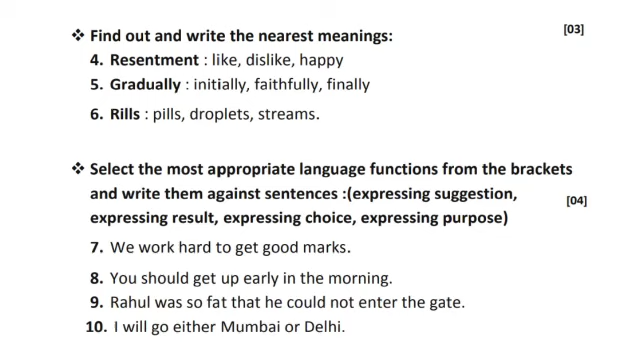 ❖ Find out and write the nearest meanings: [03]
4. Resentment : like, dislike, happy
5. Gradually : initially, faithfully, finally
6. Rills : pills, droplets, streams.
❖ Select the most appropriate language functions from the brackets
and write them against sentences :(expressing suggestion, [04]
expressing result, expressing choice, expressing purpose)
7. We work hard to get good marks.
8. You should get up early in the morning.
9. Rahul was so fat that he could not enter the gate.
10. I will go either Mumbai or Delhi.